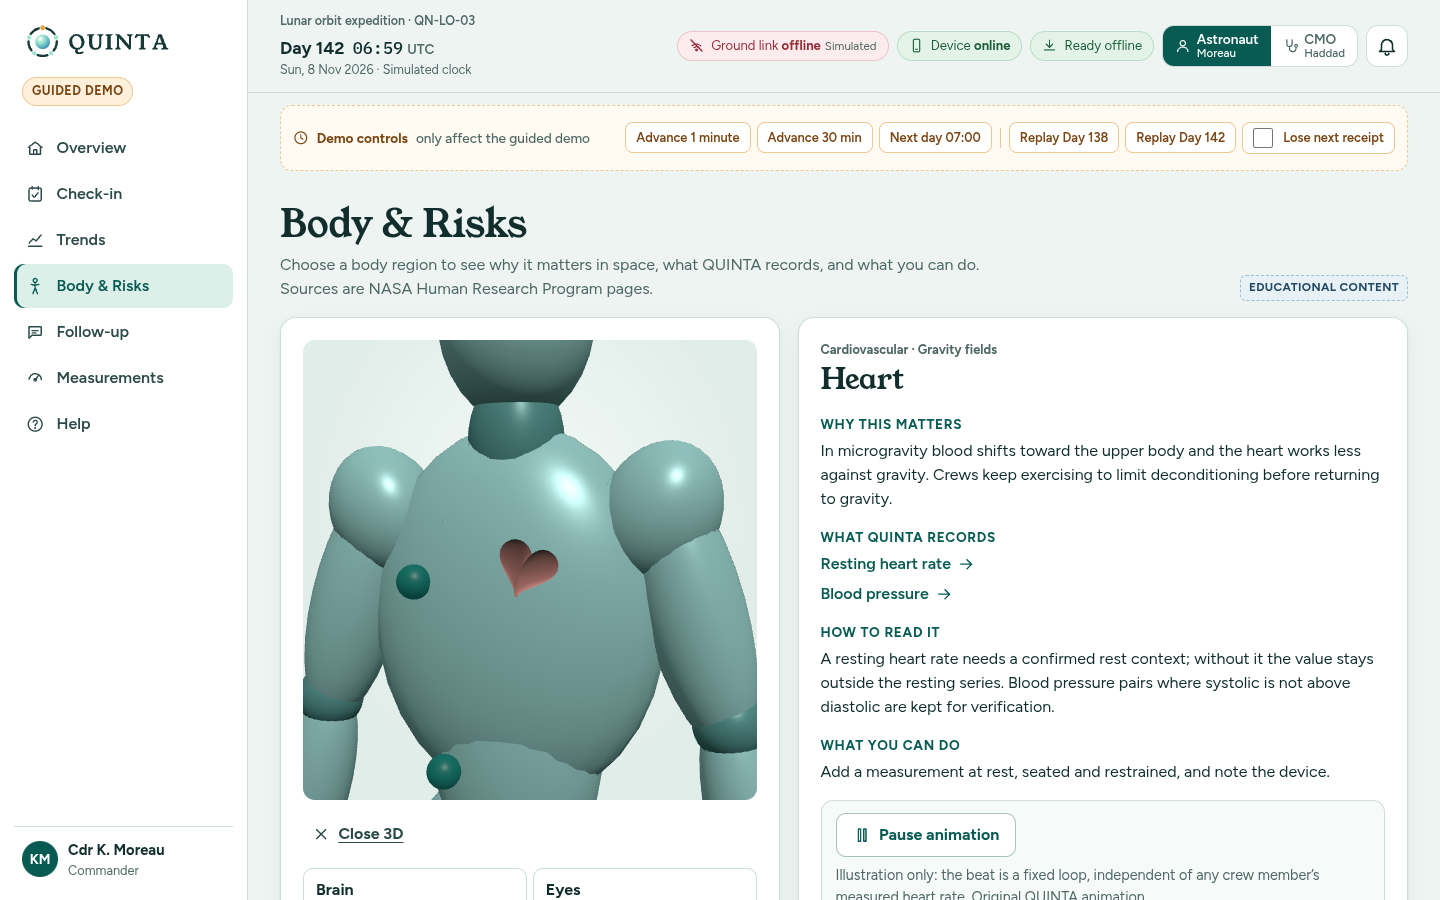 QUINTA
GUIDED DEMO
Overview
Check-in
Trends
Body & Risks
Follow-up
Measurements
Help
KM
Cdr K. Moreau
Commander
Lunar orbit expedition · QN-LO-03
Day 142 06:59 UTC
Sun, 8 Nov 2026 · Simulated clock
Ground link offline Simulated
Device online
Ready offline
Astronaut
Moreau
CMO
Haddad
Demo controls only affect the guided demo
Advance 1 minute
Advance 30 min
Next day 07:00
Replay Day 138
Replay Day 142
Lose next receipt
Body & Risks
Choose a body region to see why it matters in space, what QUINTA records, and what you can do.
Sources are NASA Human Research Program pages.
EDUCATIONAL CONTENT
Close 3D
Brain
Eyes
Cardiovascular · Gravity fields
Heart
WHY THIS MATTERS
In microgravity blood shifts toward the upper body and the heart works less
against gravity. Crews keep exercising to limit deconditioning before returning
to gravity.
WHAT QUINTA RECORDS
Resting heart rate →
Blood pressure →
HOW TO READ IT
A resting heart rate needs a confirmed rest context; without it the value stays
outside the resting series. Blood pressure pairs where systolic is not above
diastolic are kept for verification.
WHAT YOU CAN DO
Add a measurement at rest, seated and restrained, and note the device.
Pause animation
Illustration only: the beat is a fixed loop, independent of any crew member's
measured heart rate. Original QUINTA animation.